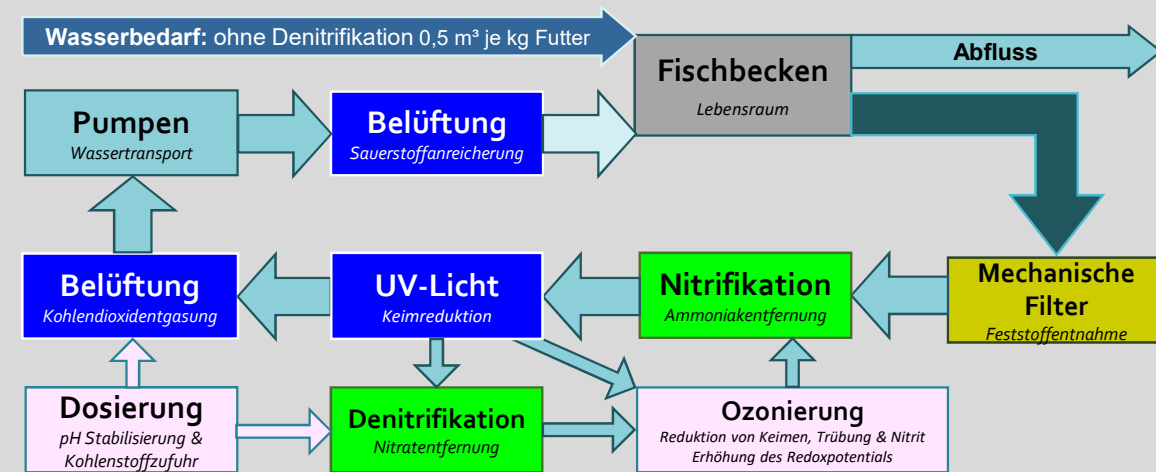 Wasserbedarf: ohne Denitrifikation 0,5 m³ je kg Futter
Fischbecken
Lebensraum
Abfluss
Pumpen
Wassertransport
Belüftung
Sauerstoffanreicherung
Belüftung
Kohlendioxidentgasung
UV-Licht
Keimreduktion
Nitrifikation
Ammoniakentfernung
Mechanische
Filter
Feststoffentnahme
Dosierung
pH Stabilisierung &
Kohlenstoffzufuhr
Denitrifikation
Nitratentfernung
Ozonierung
Reduktion von Keimen, Trübung & Nitrit
Erhöhung des Redoxpotentials